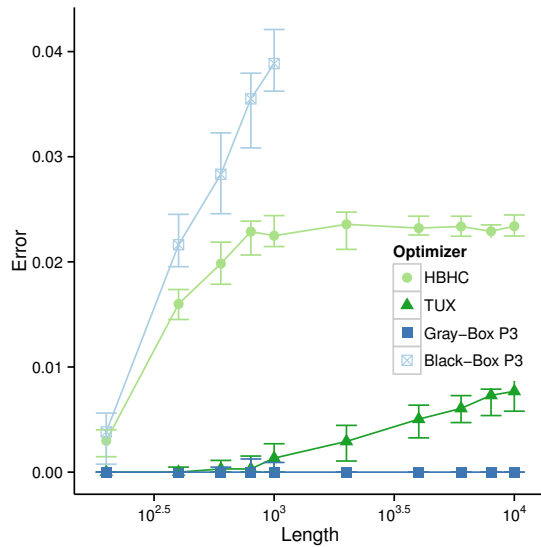 0.04
0.03
0.02
0.01
0.00
Error
Optimizer
HBHC
TUX
Gray−Box P3
Black−Box P3
10^2.5
10^3
10^3.5
10^4
Length